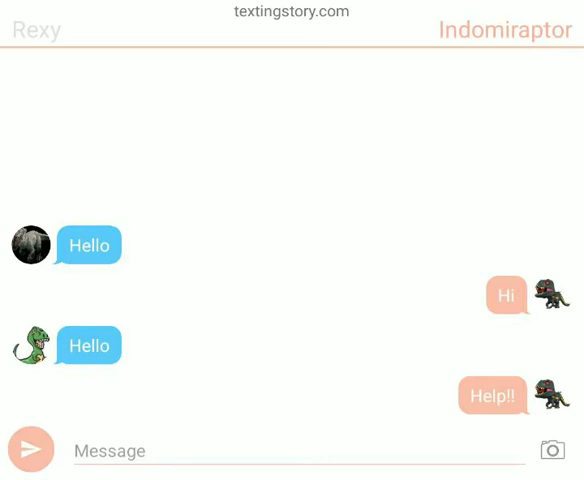 textingstory.com
Rexy
Indomiraptor
Hello
Hi
Hello
Help!!
Message